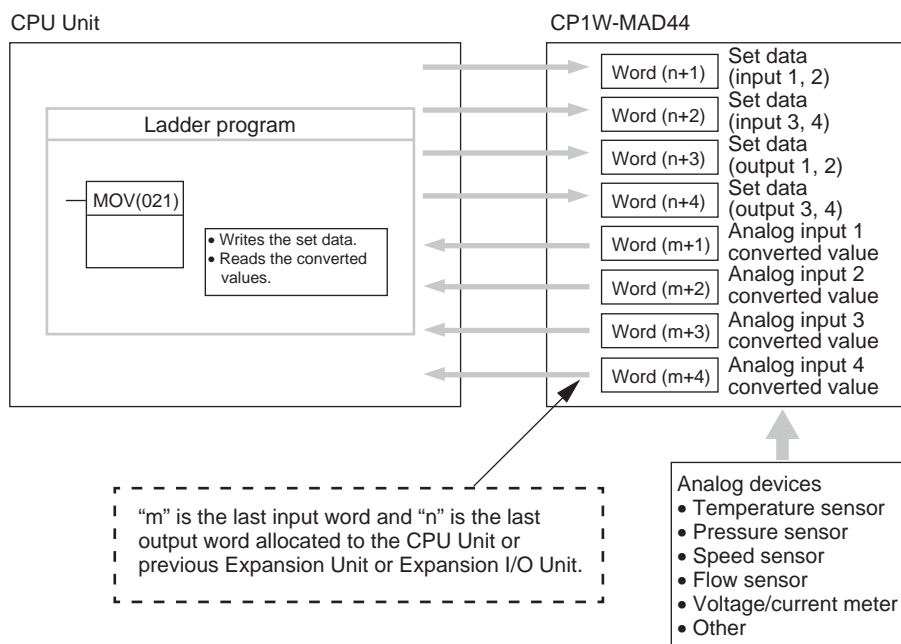 CPU Unit
CP1W-MAD44
Ladder program
MOV(021)
• Writes the set data.
• Reads the converted
values.
Word (n+1)
Set data
(input 1, 2)
Word (n+2)
Set data
(input 3, 4)
Word (n+3)
Set data
(output 1, 2)
Word (n+4)
Set data
(output 3, 4)
Word (m+1)
Analog input 1
converted value
Word (m+2)
Analog input 2
converted value
Word (m+3)
Analog input 3
converted value
Word (m+4)
Analog input 4
converted value
“m” is the last input word and “n” is the last
output word allocated to the CPU Unit or
previous Expansion Unit or Expansion I/O Unit.
Analog devices
• Temperature sensor
• Pressure sensor
• Speed sensor
• Flow sensor
• Voltage/current meter
• Other